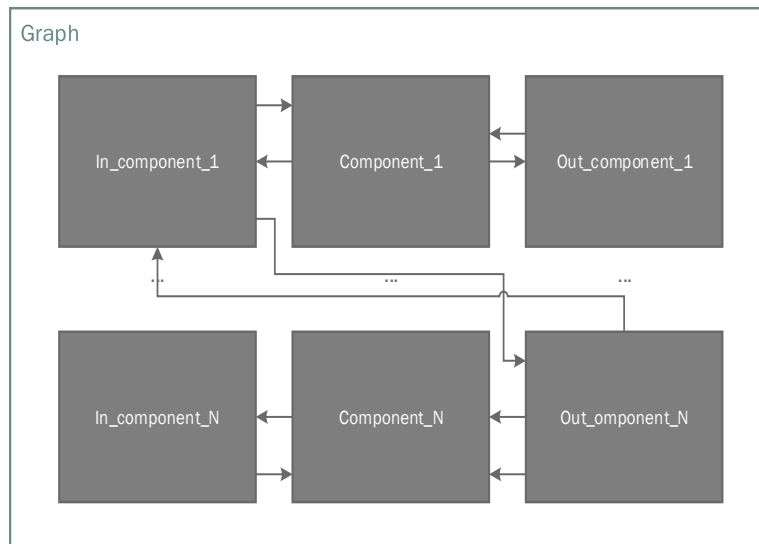 Graph
In_component_1
Component_1
Out_component_1
...
...
...
In_component_N
Component_N
Out_omponent_N